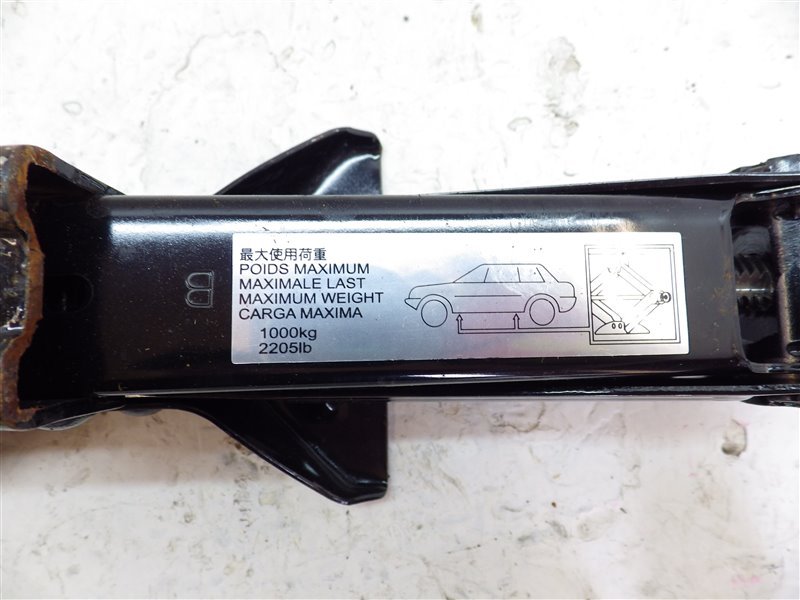 最大使用荷重
POIDS MAXIMUM
MAXIMALE LAST
MAXIMUM WEIGHT
CARGA MAXIMA
1000kg
2205lb